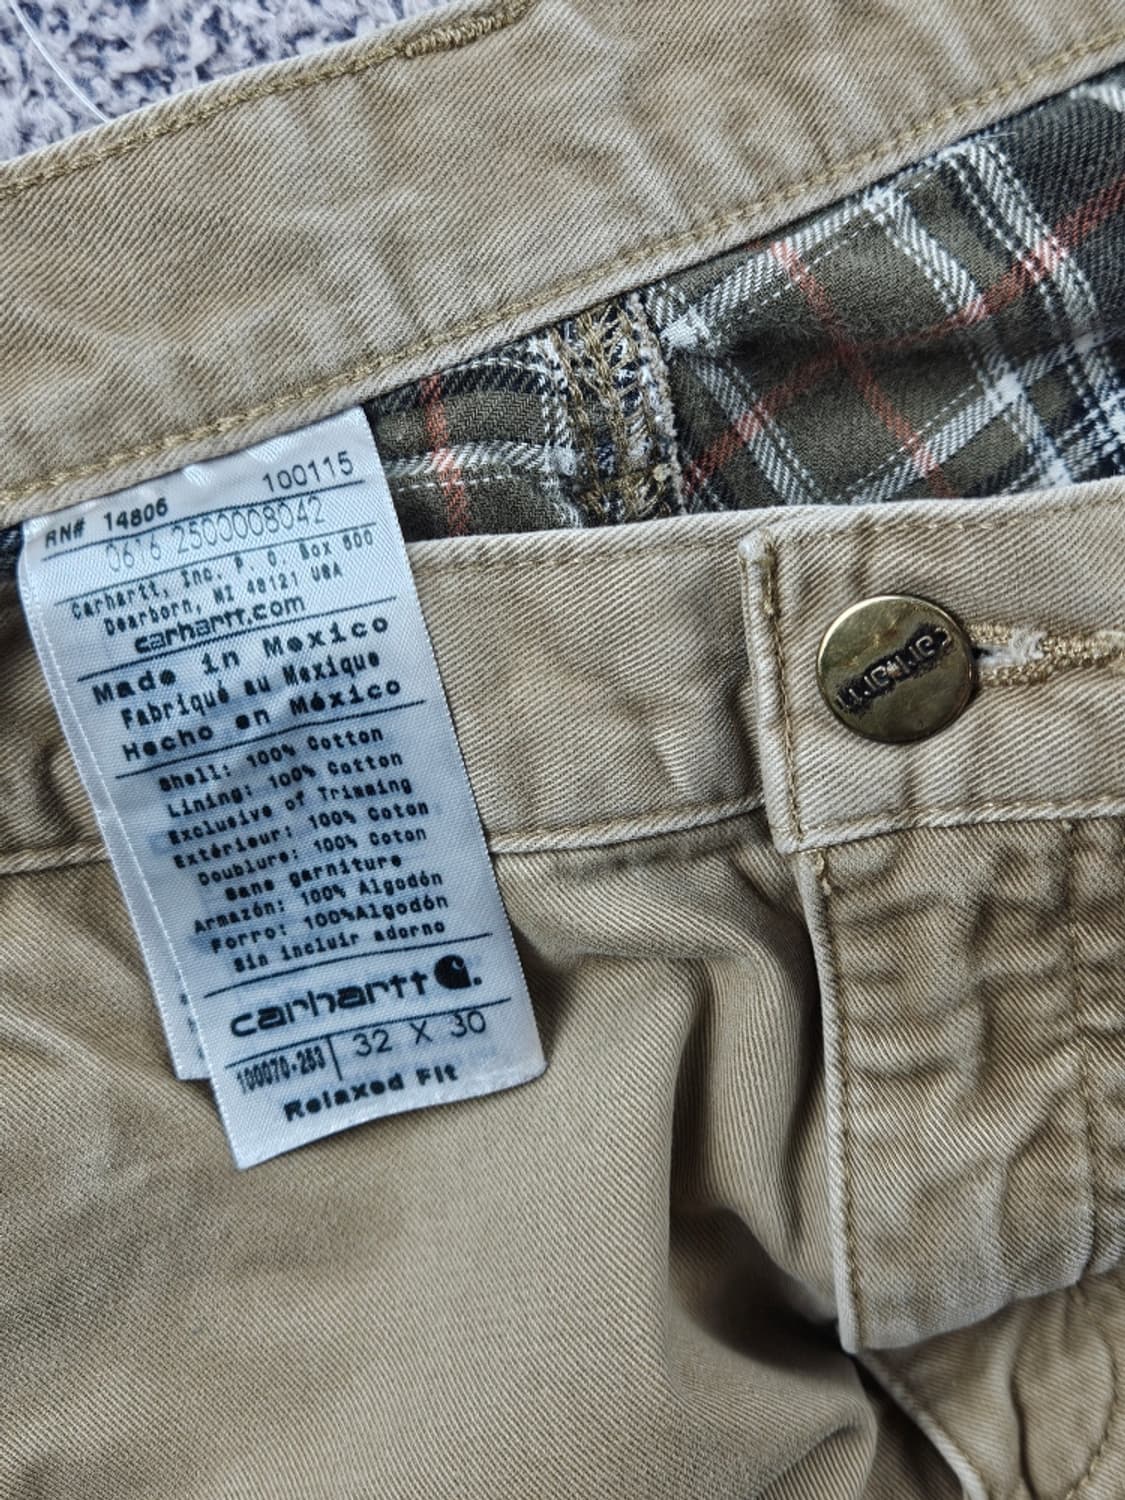 100115
RN# 14806
0616 2500008042
Carhartt, Inc. P. O. Box 600
Dearborn, MI 48121 USA
carhartt.com
Made in Mexico
Fabriqué au Mexique
Hecho en México
Shell: 100% Cotton
Lining: 100% Cotton
Exclusive of Trimming
Extérieur: 100% Coton
Doublure: 100% Coton
Sans garniture
Armazón: 100% Algodón
Forro: 100%Algodón
sin incluir adorno
carhartt
100070-253 32 X 30
Relaxed Fit
carhartt